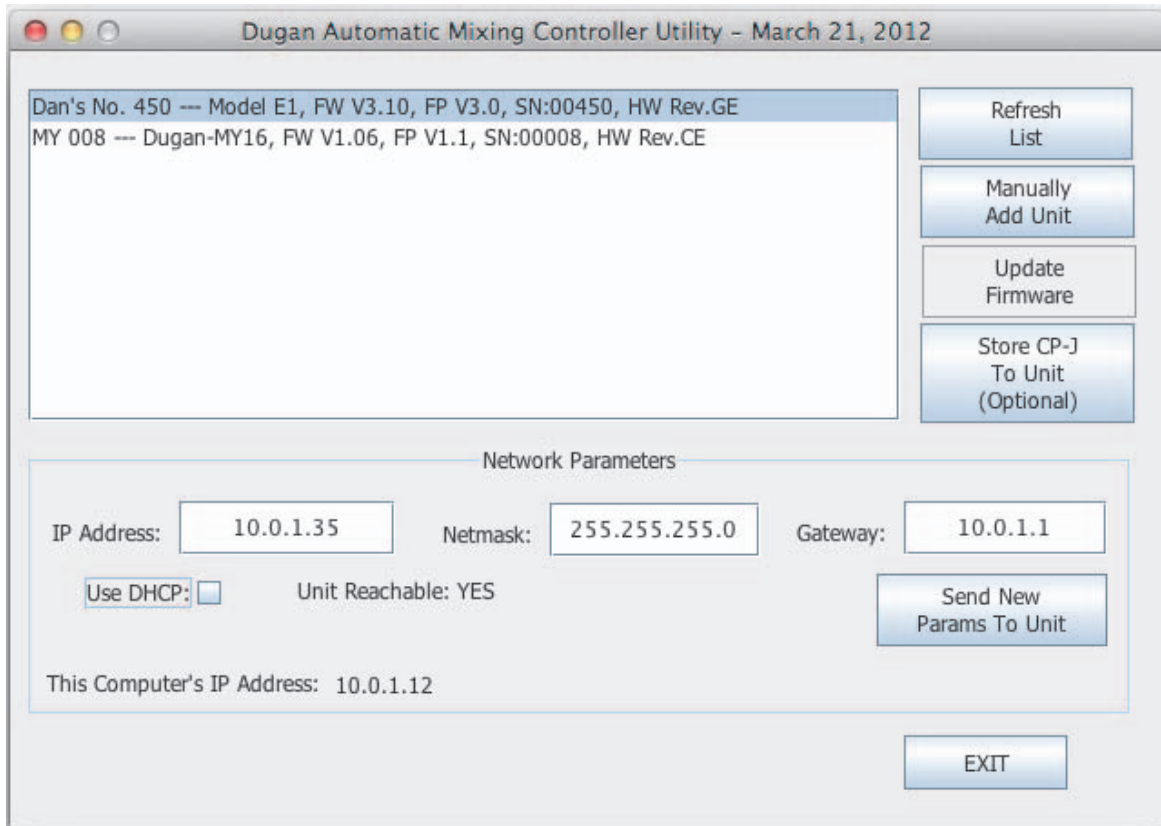 Dugan Automatic Mixing Controller Utility – March 21, 2012
Dan's No. 450 --- Model E1, FW V3.10, FP V3.0, SN:00450, HW Rev.GE
MY 008 --- Dugan-MY16, FW V1.06, FP V1.1, SN:00008, HW Rev.CE
Refresh
List
Manually
Add Unit
Update
Firmware
Store CP-J
To Unit
(Optional)
Network Parameters
IP Address: 10.0.1.35 Netmask: 255.255.255.0 Gateway: 10.0.1.1
Use DHCP: Unit Reachable: YES
Send New
Params To Unit
This Computer's IP Address: 10.0.1.12
EXIT